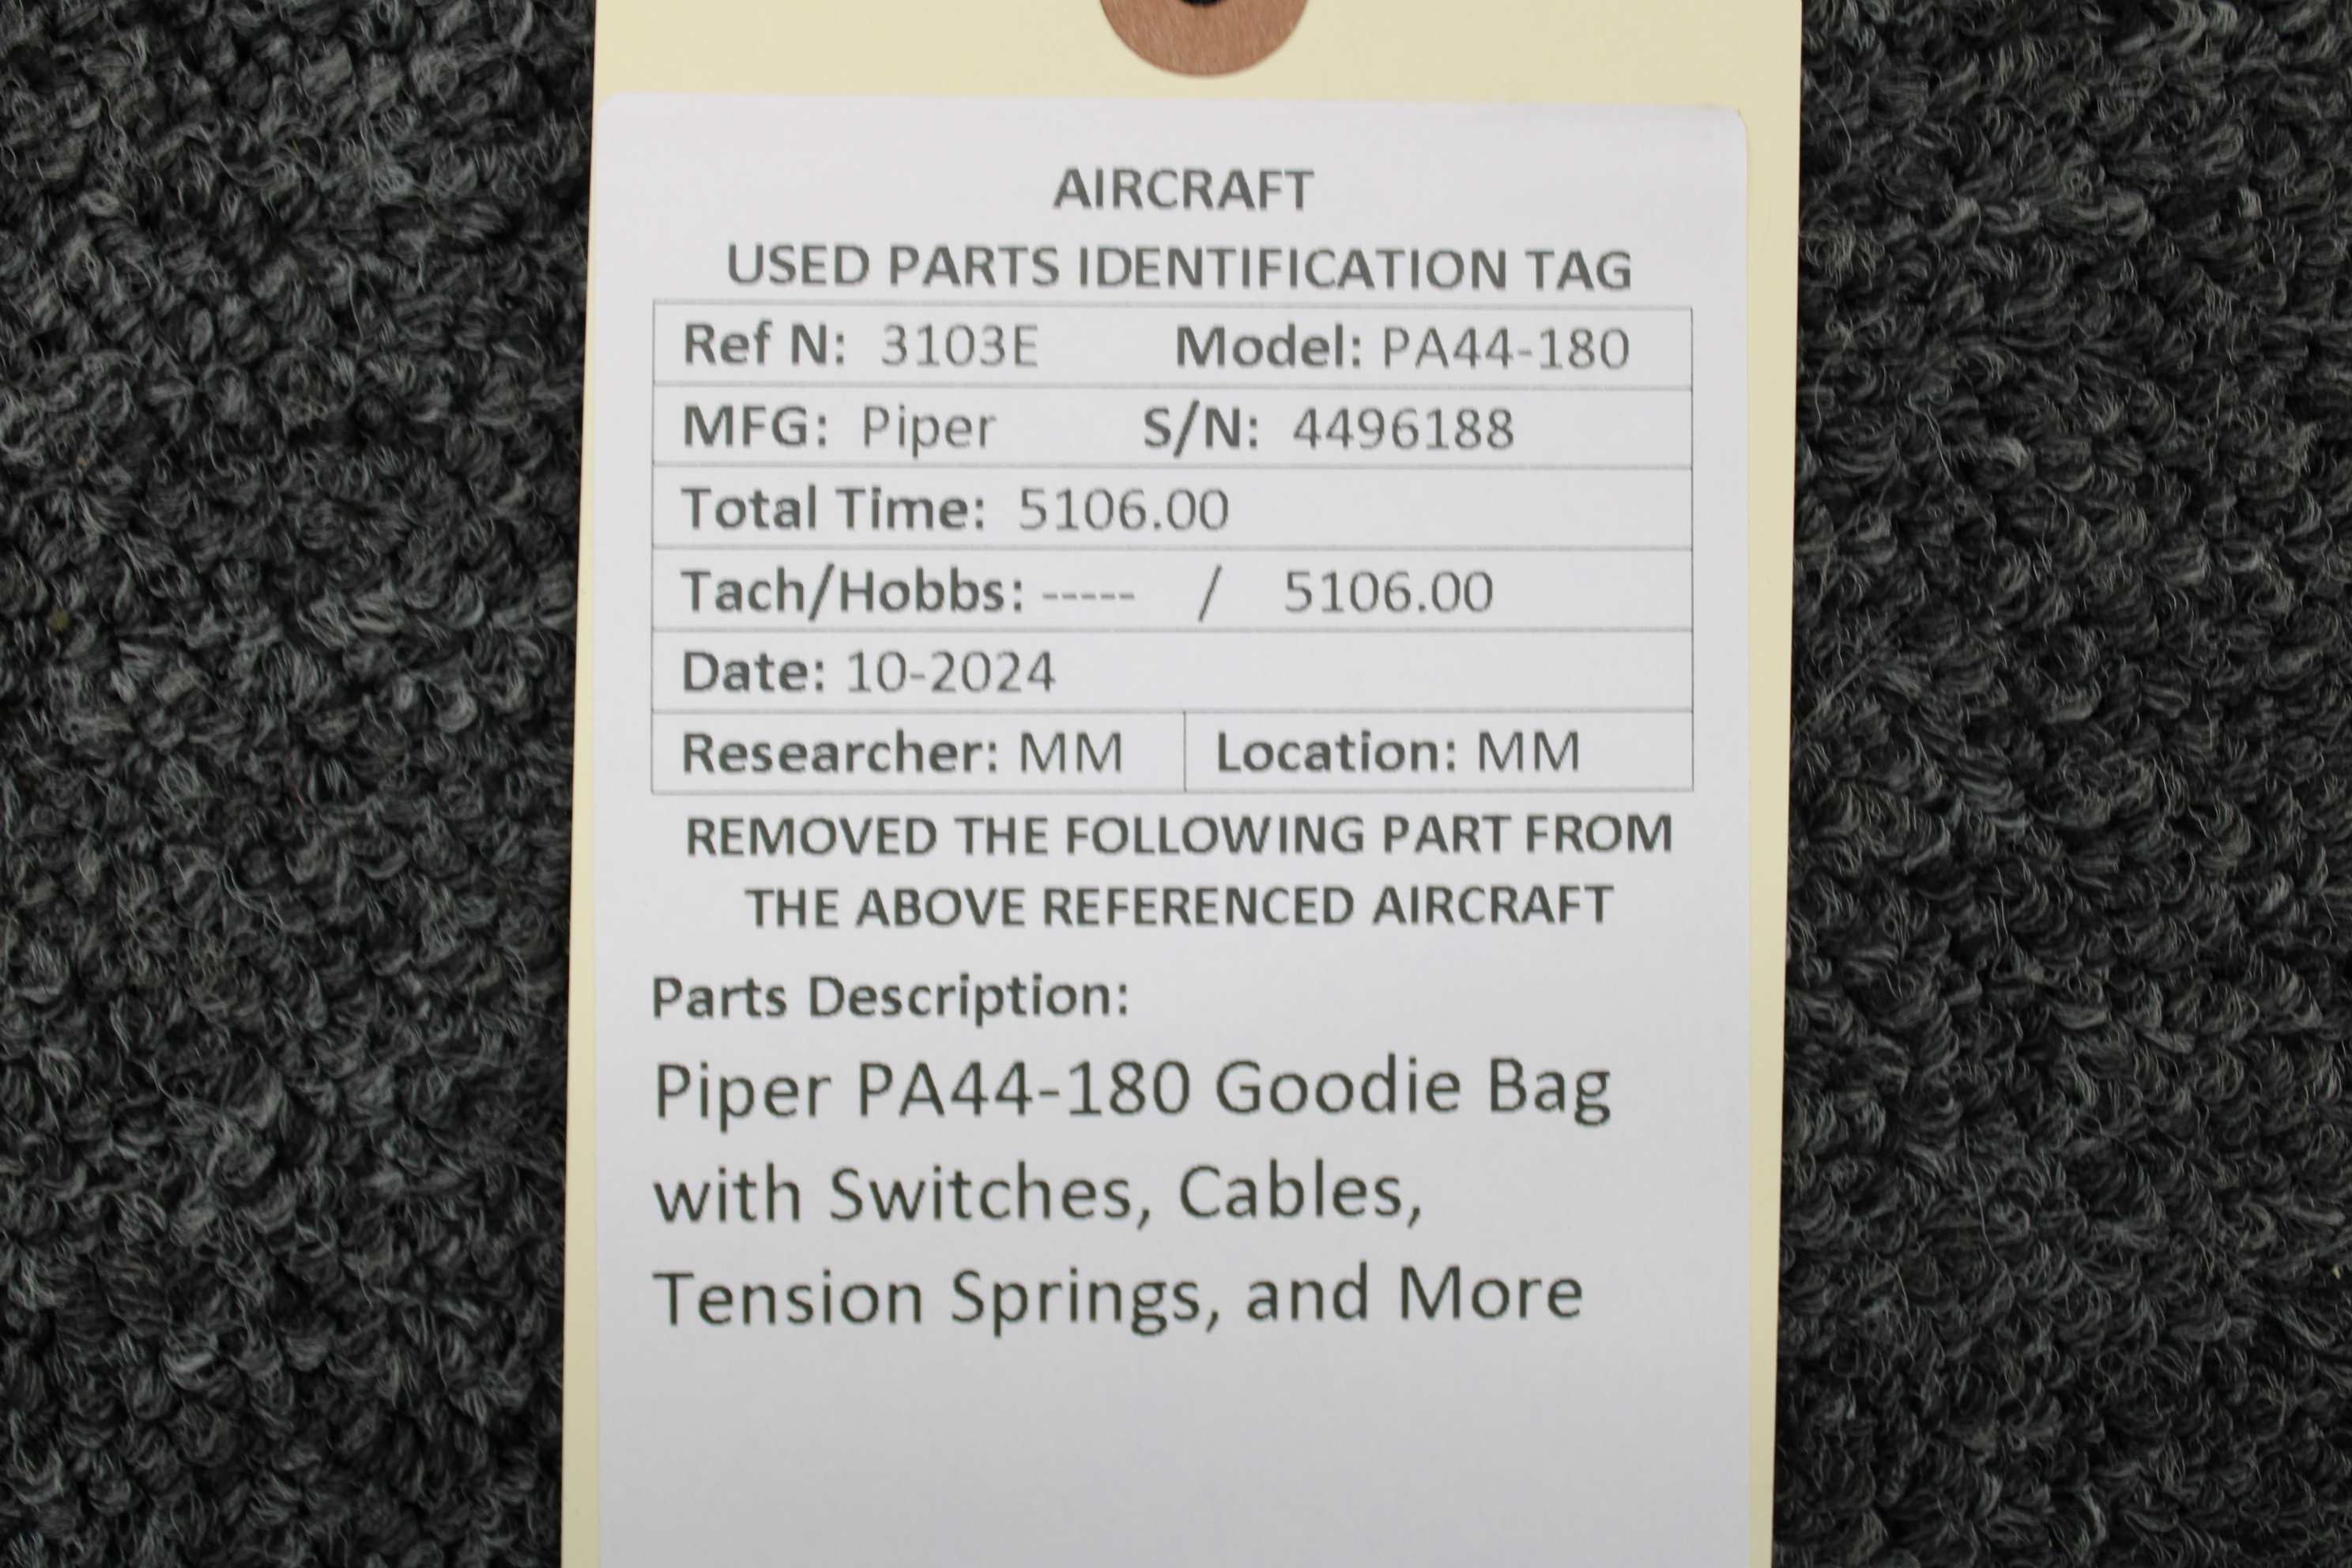 AIRCRAFT
USED PARTS IDENTIFICATION TAG
Ref N: 3103E Model: PA44-180
MFG: Piper S/N: 4496188
Total Time: 5106.00
Tach/Hobbs: ----- / 5106.00
Date: 10-2024
Researcher: MM Location: MM
REMOVED THE FOLLOWING PART FROM
THE ABOVE REFERENCED AIRCRAFT
Parts Description:
Piper PA44-180 Goodie Bag
with Switches, Cables,
Tension Springs, and More